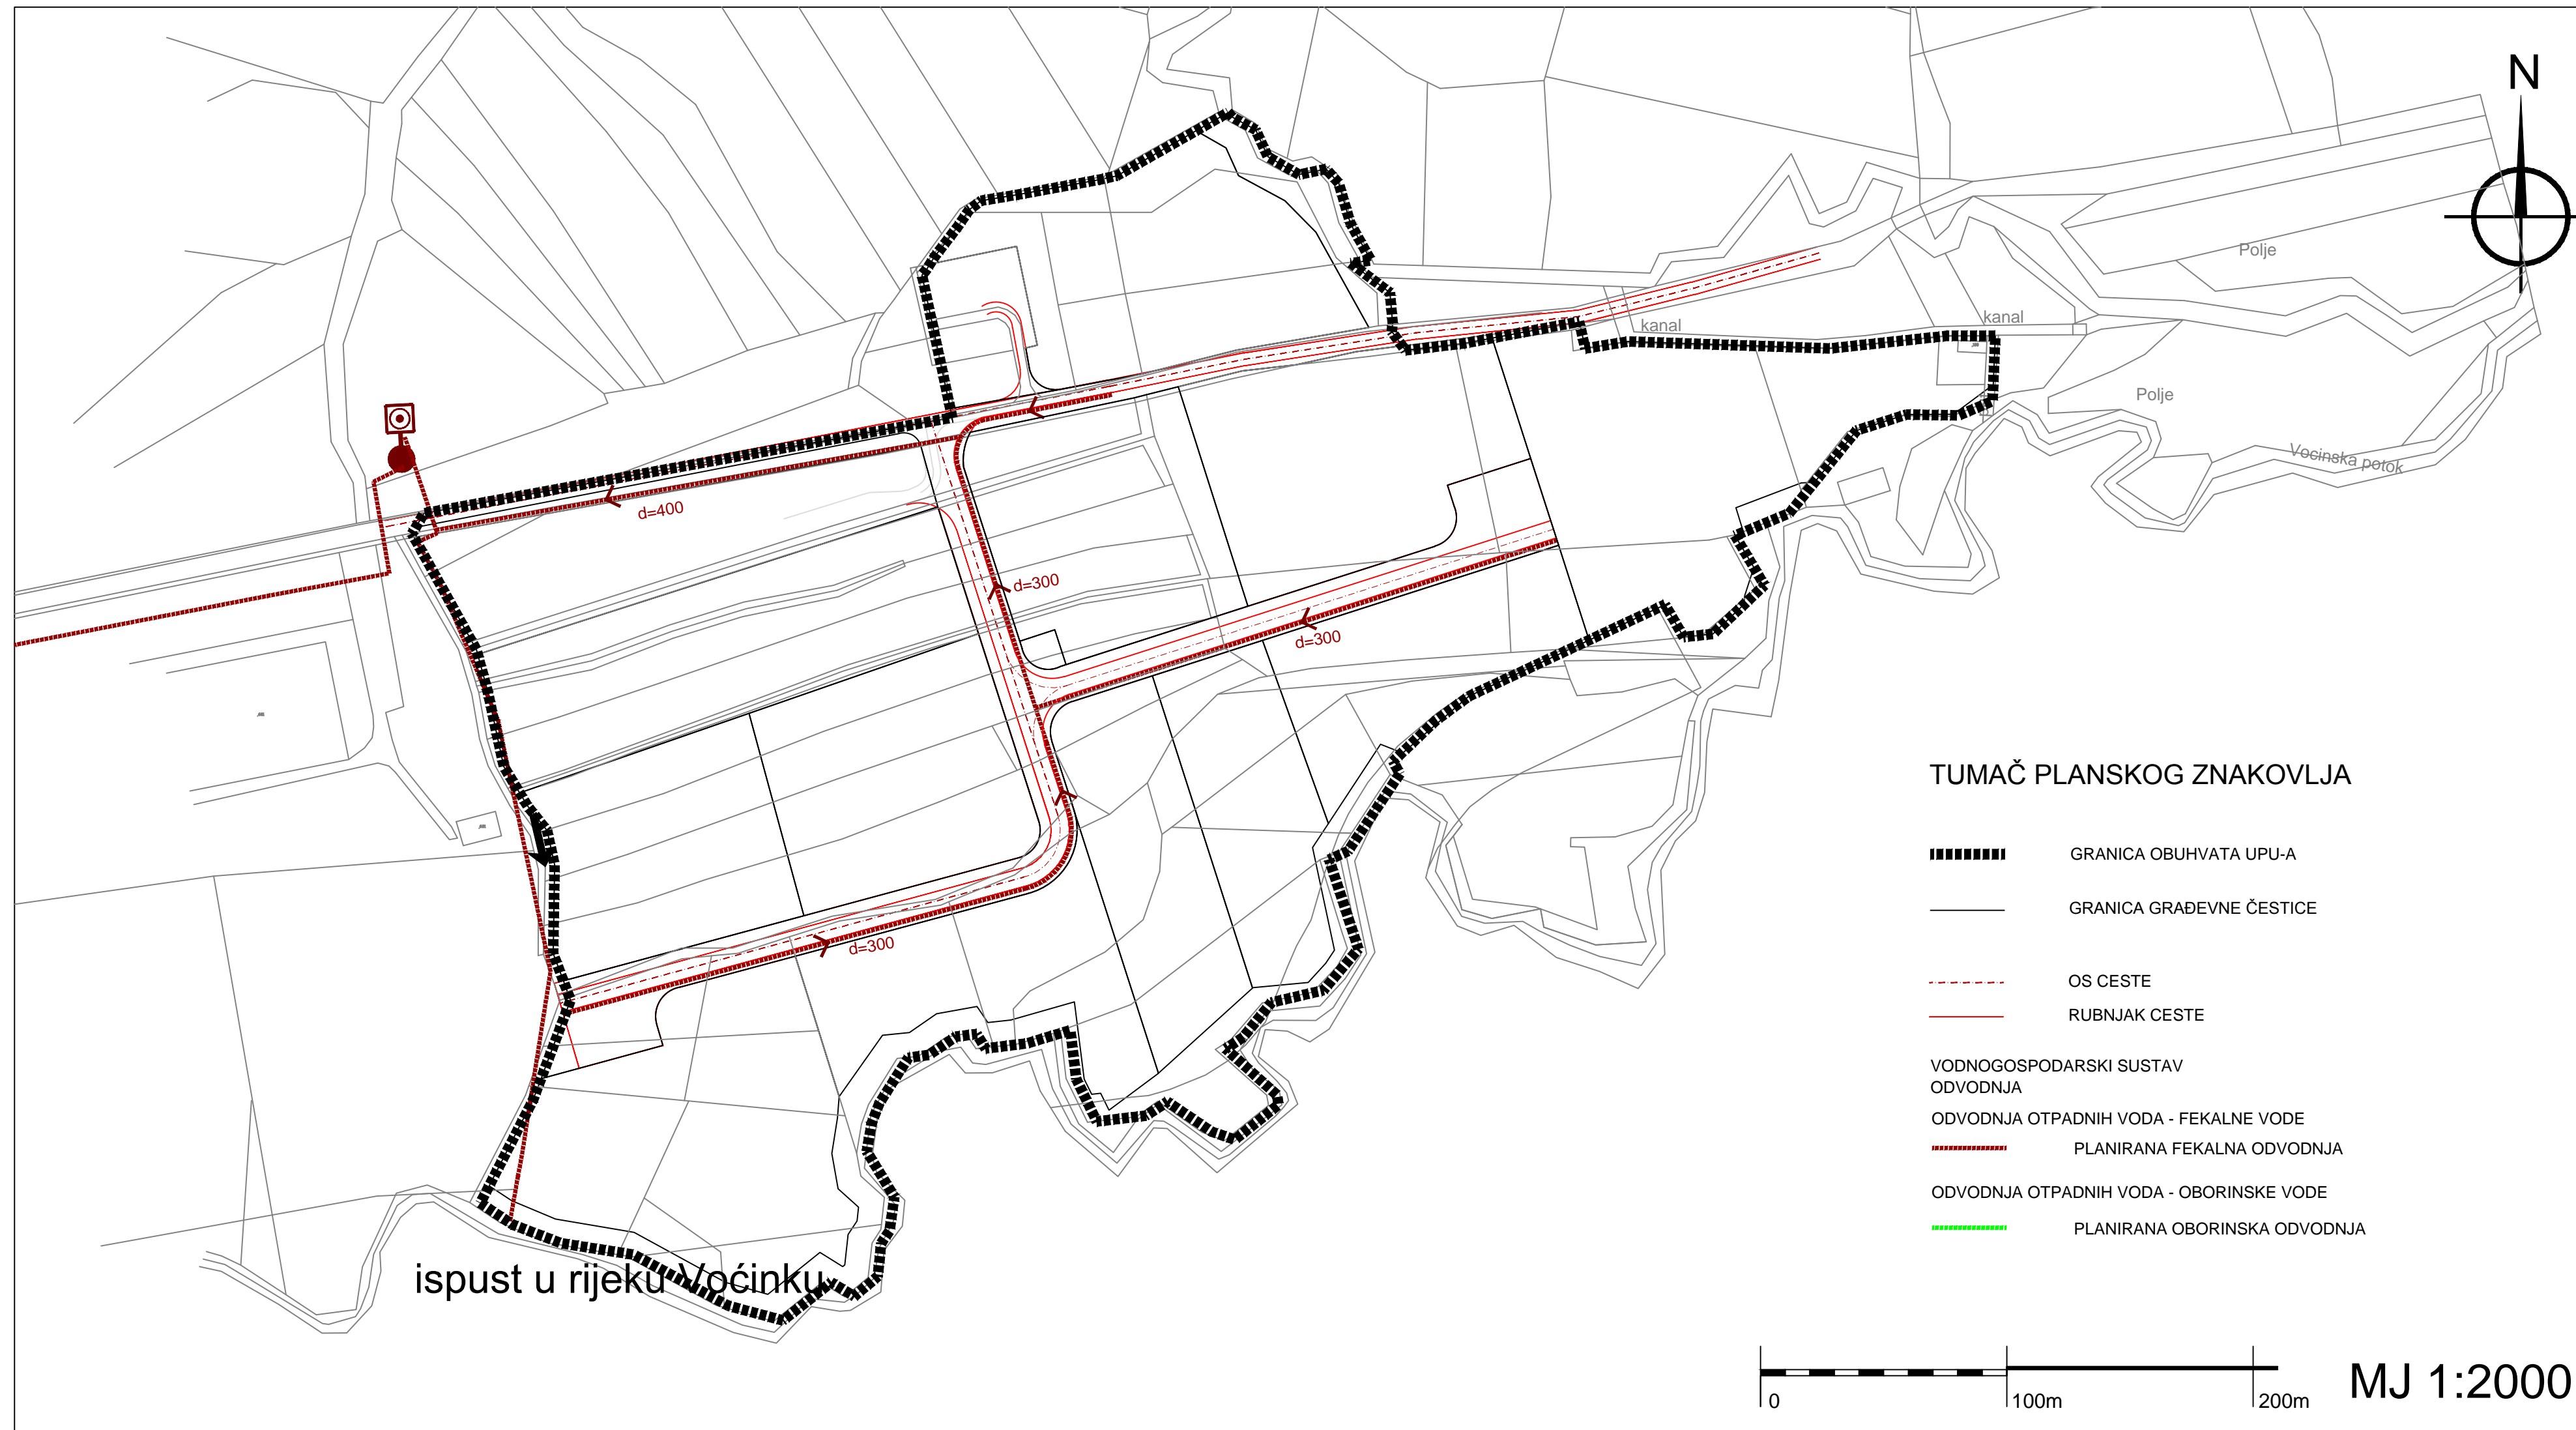 N
Polje
kanal
kanal
Polje
Vocinska potok
d=400
d=300
d=300
d=300
TUMAČ PLANSKOG ZNAKOVLJA
GRANICA OBUHVATA UPU-A
GRANICA GRAĐEVNE ČESTICE
OS CESTE
RUBNJAK CESTE
VODNOGOSPODARSKI SUSTAV
ODVODNJA
ODVODNJA OTPADNIH VODA - FEKALNE VODE
PLANIRANA FEKALNA ODVODNJA
ODVODNJA OTPADNIH VODA - OBORINSKE VODE
PLANIRANA OBORINSKA ODVODNJA
ispust u rijeku Voćinku
0 100m 200m
MJ 1:2000